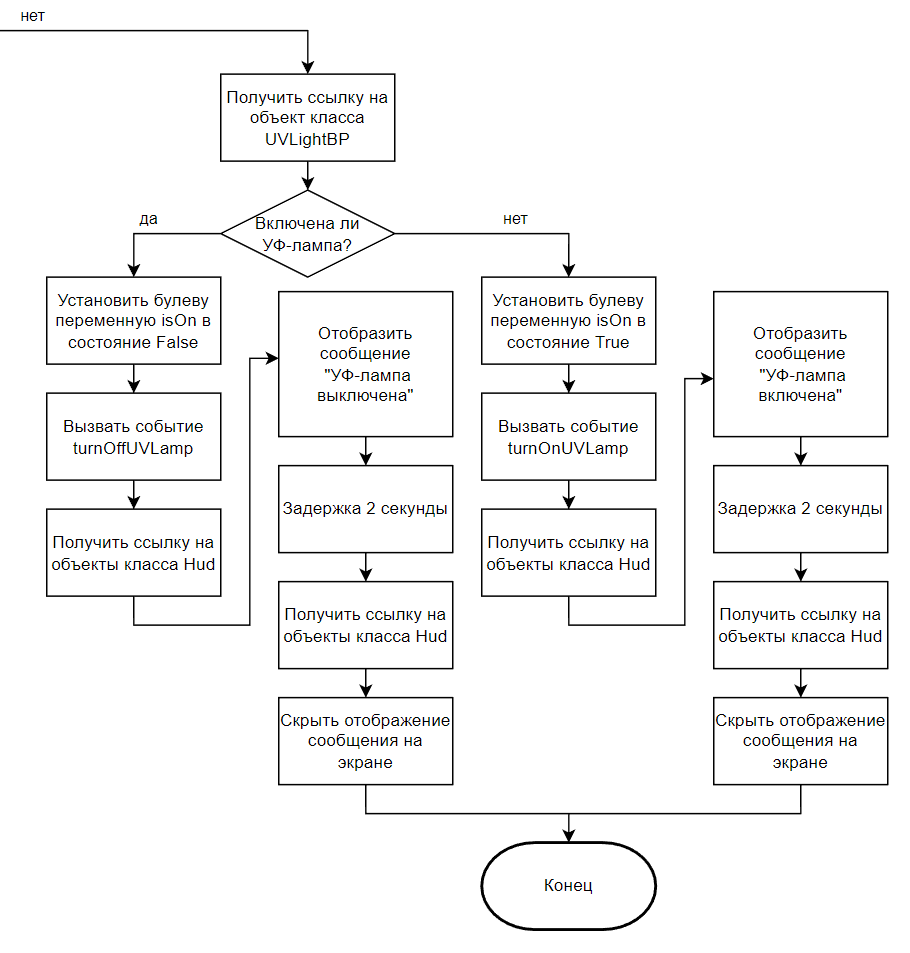 нет
Получить ссылку на
объект класса
UVLightBP
Включена ли
УФ-лампа?
да
нет
Установить булеву
переменную isOn в
состояние False
Вызвать событие
turnOffUVLamp
Получить ссылку на
объекты класса Hud
Отобразить
сообщение
"УФ-лампа
выключена"
Задержка 2 секунды
Получить ссылку на
объекты класса Hud
Скрыть отображение
сообщения на
экране
Установить булеву
переменную isOn в
состояние True
Вызвать событие
turnOnUVLamp
Получить ссылку на
объекты класса Hud
Отобразить
сообщение
"УФ-лампа
включена"
Задержка 2 секунды
Получить ссылку на
объекты класса Hud
Скрыть отображение
сообщения на
экране
Конец